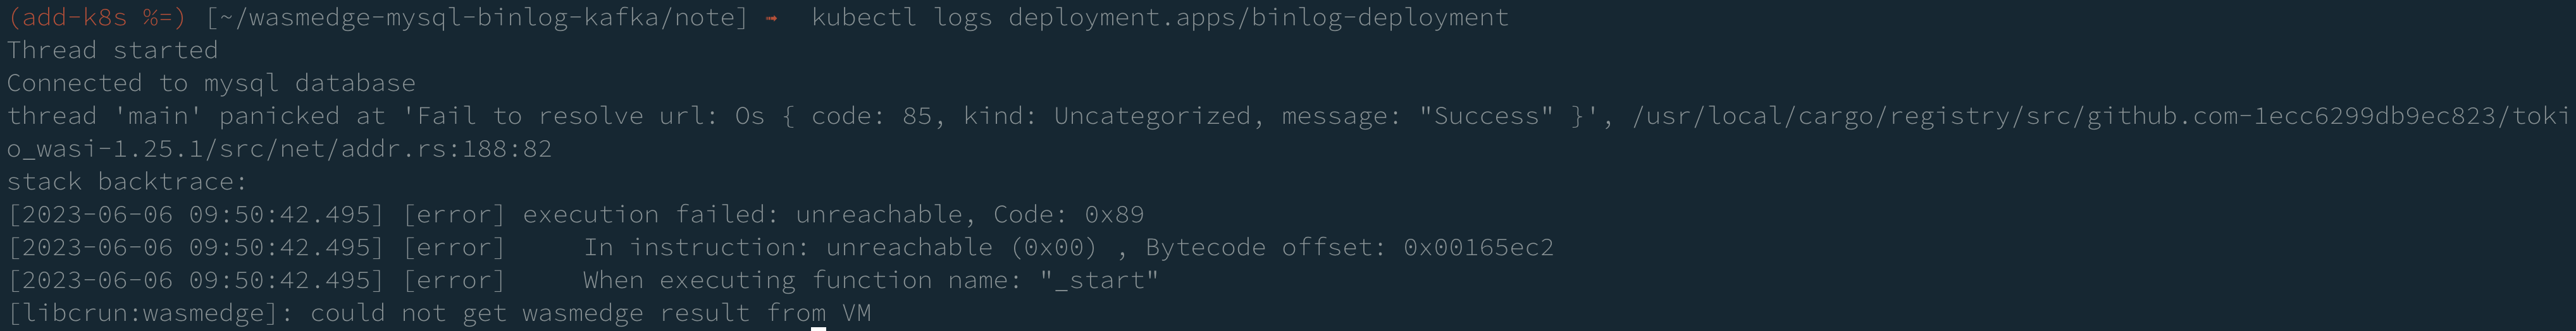 (add-k8s %=) [~/wasmedge-mysql-binlog-kafka/note] → kubectl logs deployment.apps/binlog-deployment
Thread started
Connected to mysql database
thread 'main' panicked at 'Fail to resolve url: Os { code: 85, kind: Uncategorized, message: "Success" }', /usr/local/cargo/registry/src/github.com-1ecc6299db9ec823/toki
o_wasi-1.25.1/src/net/addr.rs:188:82
stack backtrace:
[2023-06-06 09:50:42.495] [error] execution failed: unreachable, Code: 0x89
[2023-06-06 09:50:42.495] [error]     In instruction: unreachable (0x00) , Bytecode offset: 0x00165ec2
[2023-06-06 09:50:42.495] [error]     When executing function name: "_start"
[libcrun:wasmedge]: could not get wasmedge result from VM